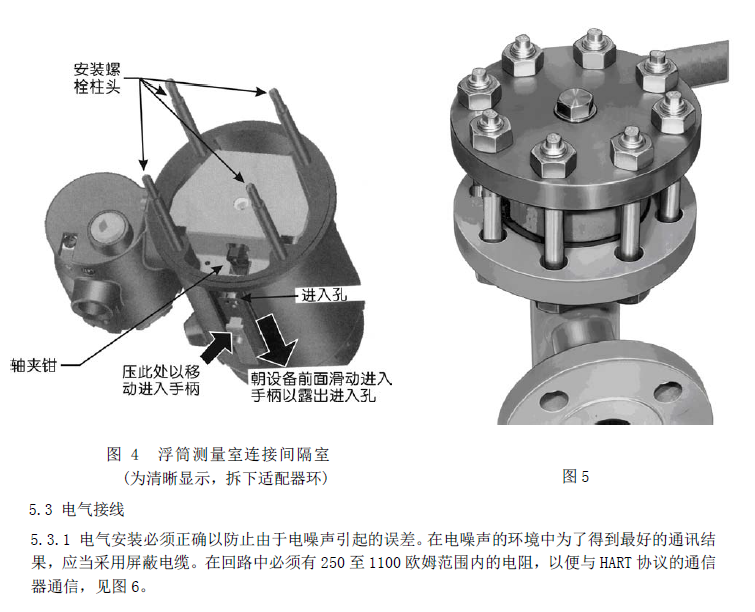 安装螺
栓柱头
进入孔
轴夹钳
压此处以移
动进入手柄
朝设备前面滑动进入
手柄以露出进入孔
图 4 浮筒测量室连接间隔室
(为清晰显示，拆下适配器环)
图 5
5.3 电气接线
5.3.1 电气安装必须正确以防止由于电噪声引起的误差。在电噪声的环境中为了得到最好的通讯结
果，应当采用屏蔽电缆。在回路中必须有 250 至 1100 欧姆范围内的电阻，以便与 HART 协议的通信
器通信，见图 6。